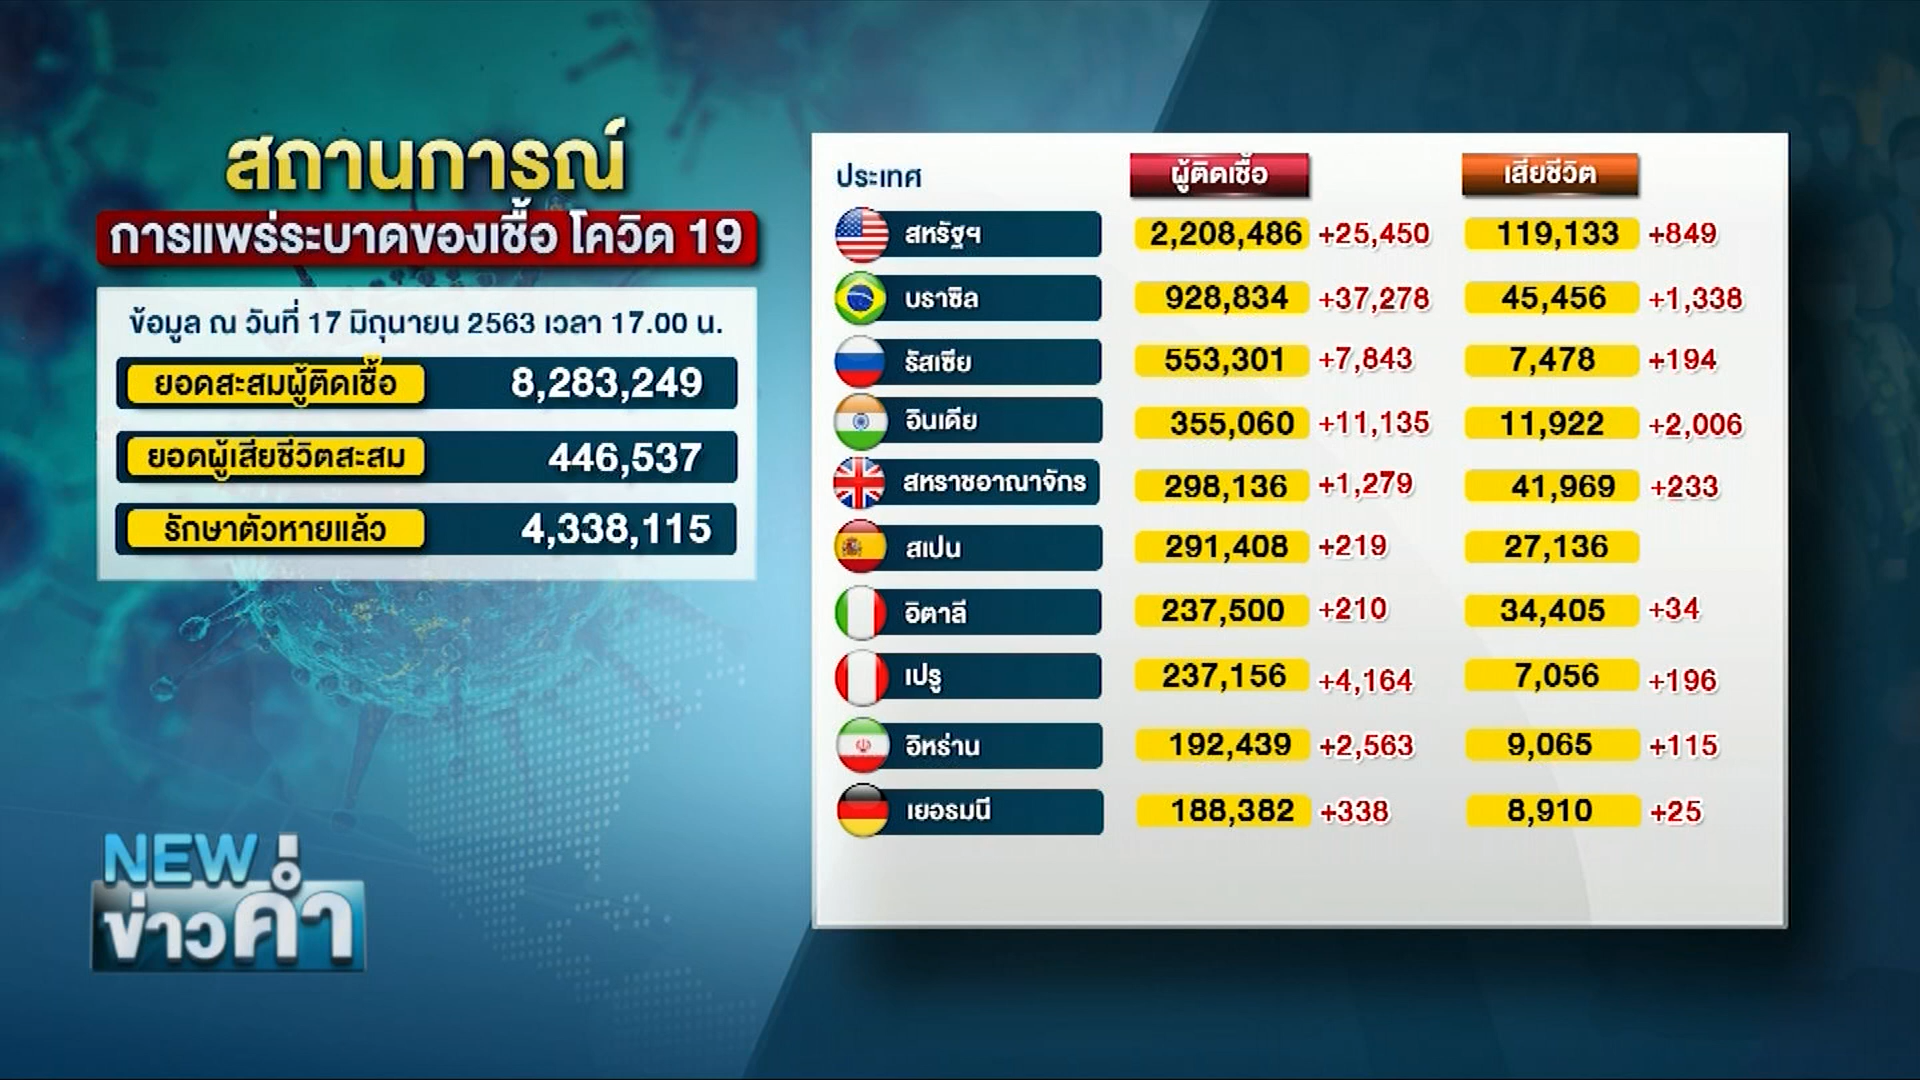 สถานการณ์
การแพร่ระบาดของเชื้อ โควิด 19
ข้อมูล ณ วันที่ 17 มิถุนายน 2563 เวลา 17.00 น.
ยอดสะสมผู้ติดเชื้อ 8,283,249
ยอดผู้เสียชีวิตสะสม 446,537
รักษาตัวหายแล้ว 4,338,115
ประเทศ ผู้ติดเชื้อ เสียชีวิต
สหรัฐฯ 2,208,486 +25,450 119,133 +849
บราซิล 928,834 +37,278 45,456 +1,338
รัสเซีย 553,301 +7,843 7,478 +194
อินเดีย 355,060 +11,135 11,922 +2,006
สหราชอาณาจักร 298,136 +1,279 41,969 +233
สเปน 291,408 +219 27,136
อิตาลี 237,500 +210 34,405 +34
เปรู 237,156 +4,164 7,056 +196
อิหร่าน 192,439 +2,563 9,065 +115
เยอรมนี 188,382 +338 8,910 +25
NEW
ข่าวค่ำ